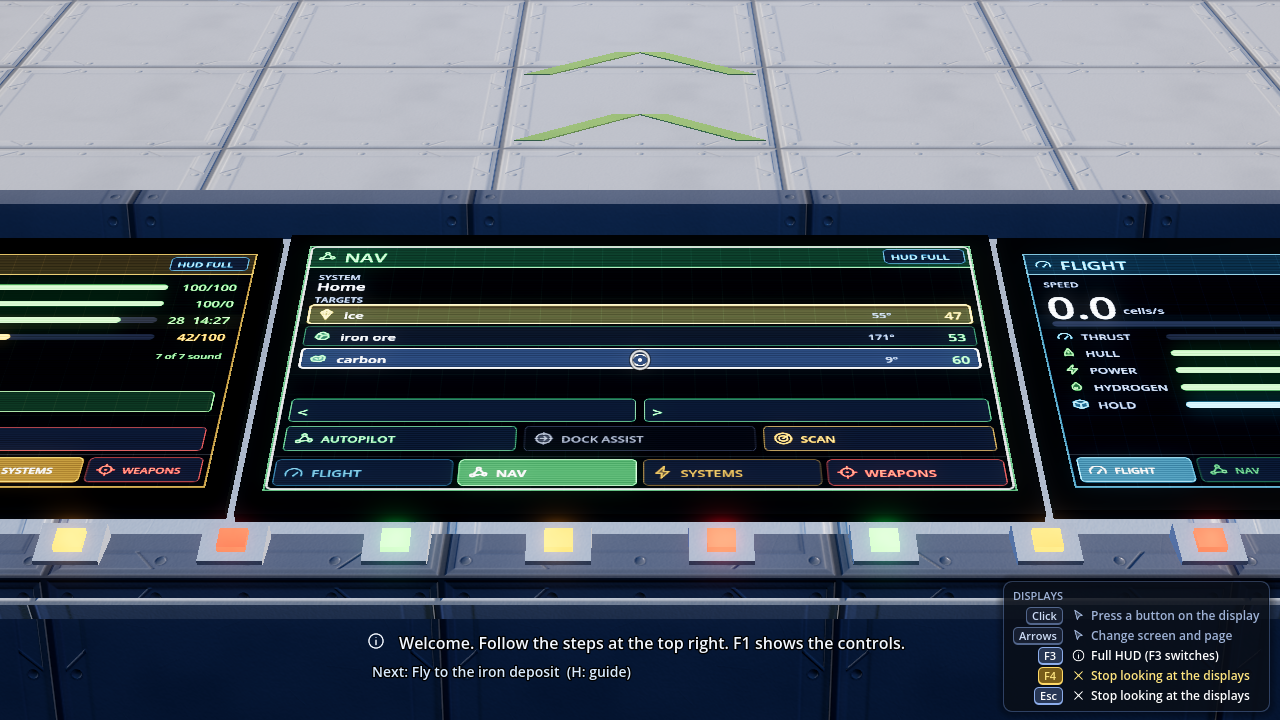 HUD FULL
100/100
100/0
28 14:27
42/100
7 of 7 sound
SYSTEMS
WEAPONS
NAV
HUD FULL
SYSTEM
Home
TARGETS
ice 55° 47
iron ore 171° 53
carbon 9° 60
< >
AUTOPILOT DOCK ASSIST SCAN
FLIGHT NAV SYSTEMS WEAPONS
FLIGHT
SPEED
0.0 cells/s
THRUST
HULL
POWER
HYDROGEN
HOLD
FLIGHT NAV
Welcome. Follow the steps at the top right. F1 shows the controls.
Next: Fly to the iron deposit (H: guide)
DISPLAYS
Click Press a button on the display
Arrows Change screen and page
F3 Full HUD (F3 switches)
F4 Stop looking at the displays
Esc Stop looking at the displays